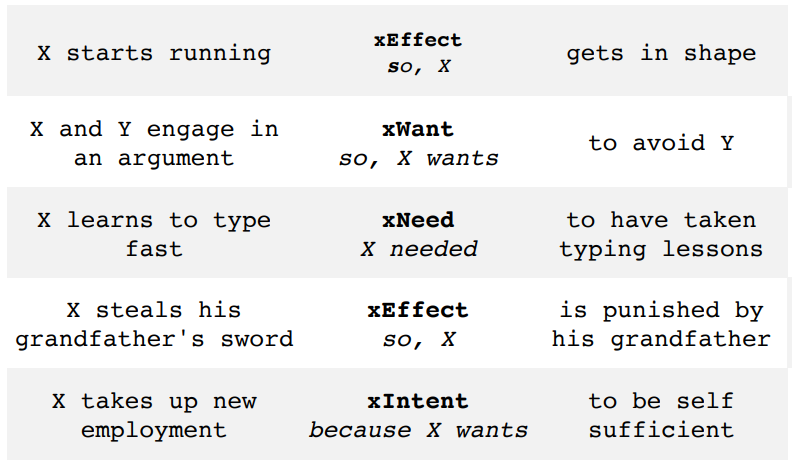 X starts running xEffect gets in shape
so, X
X and Y engage in xWant to avoid Y
an argument so, X wants
X learns to type xNeed to have taken
fast X needed typing lessons
X steals his xEffect is punished by
grandfather's sword so, X his grandfather
X takes up new xIntent to be self
employment because X wants sufficient